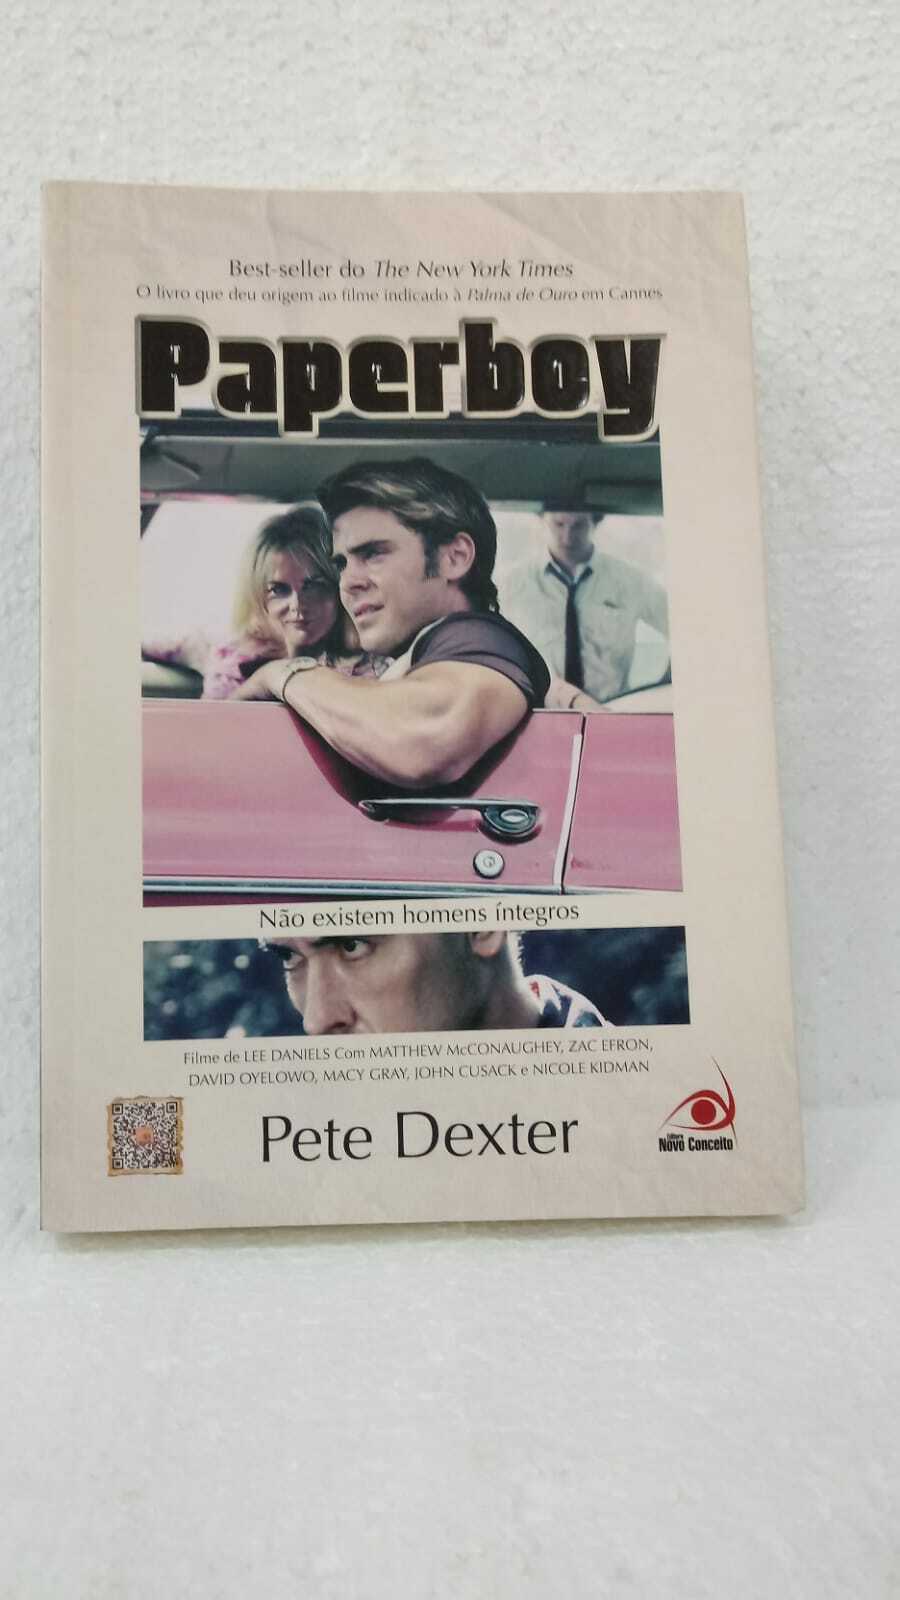 Best-seller do The New York Times
O livro que deu origem ao filme indicado à Palma de Ouro em Cannes
Paperboy
Não existem homens íntegros
Filme de LEE DANIELS Com MATTHEW McCONAUGHEY, ZAC EFRON,
DAVID OYELOWO, MACY GRAY, JOHN CUSACK e NICOLE KIDMAN
Pete Dexter
Editora
Novo Conceito